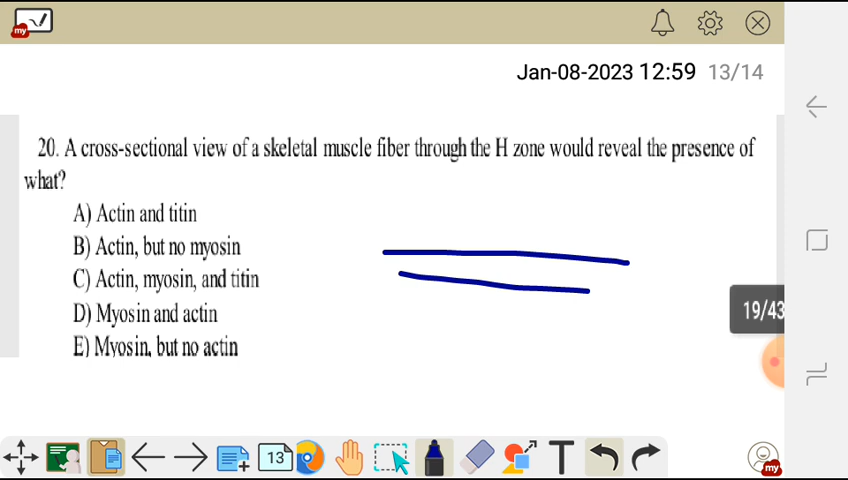 my
Jan-08-2023 12:59 13/14
20. A cross-sectional view of a skeletal muscle fiber through the H zone would reveal the presence of
what?
A) Actin and titin
B) Actin, but no myosin
C) Actin, myosin, and titin
D) Myosin and actin
E) Myosin, but no actin
19/43
13
T
my